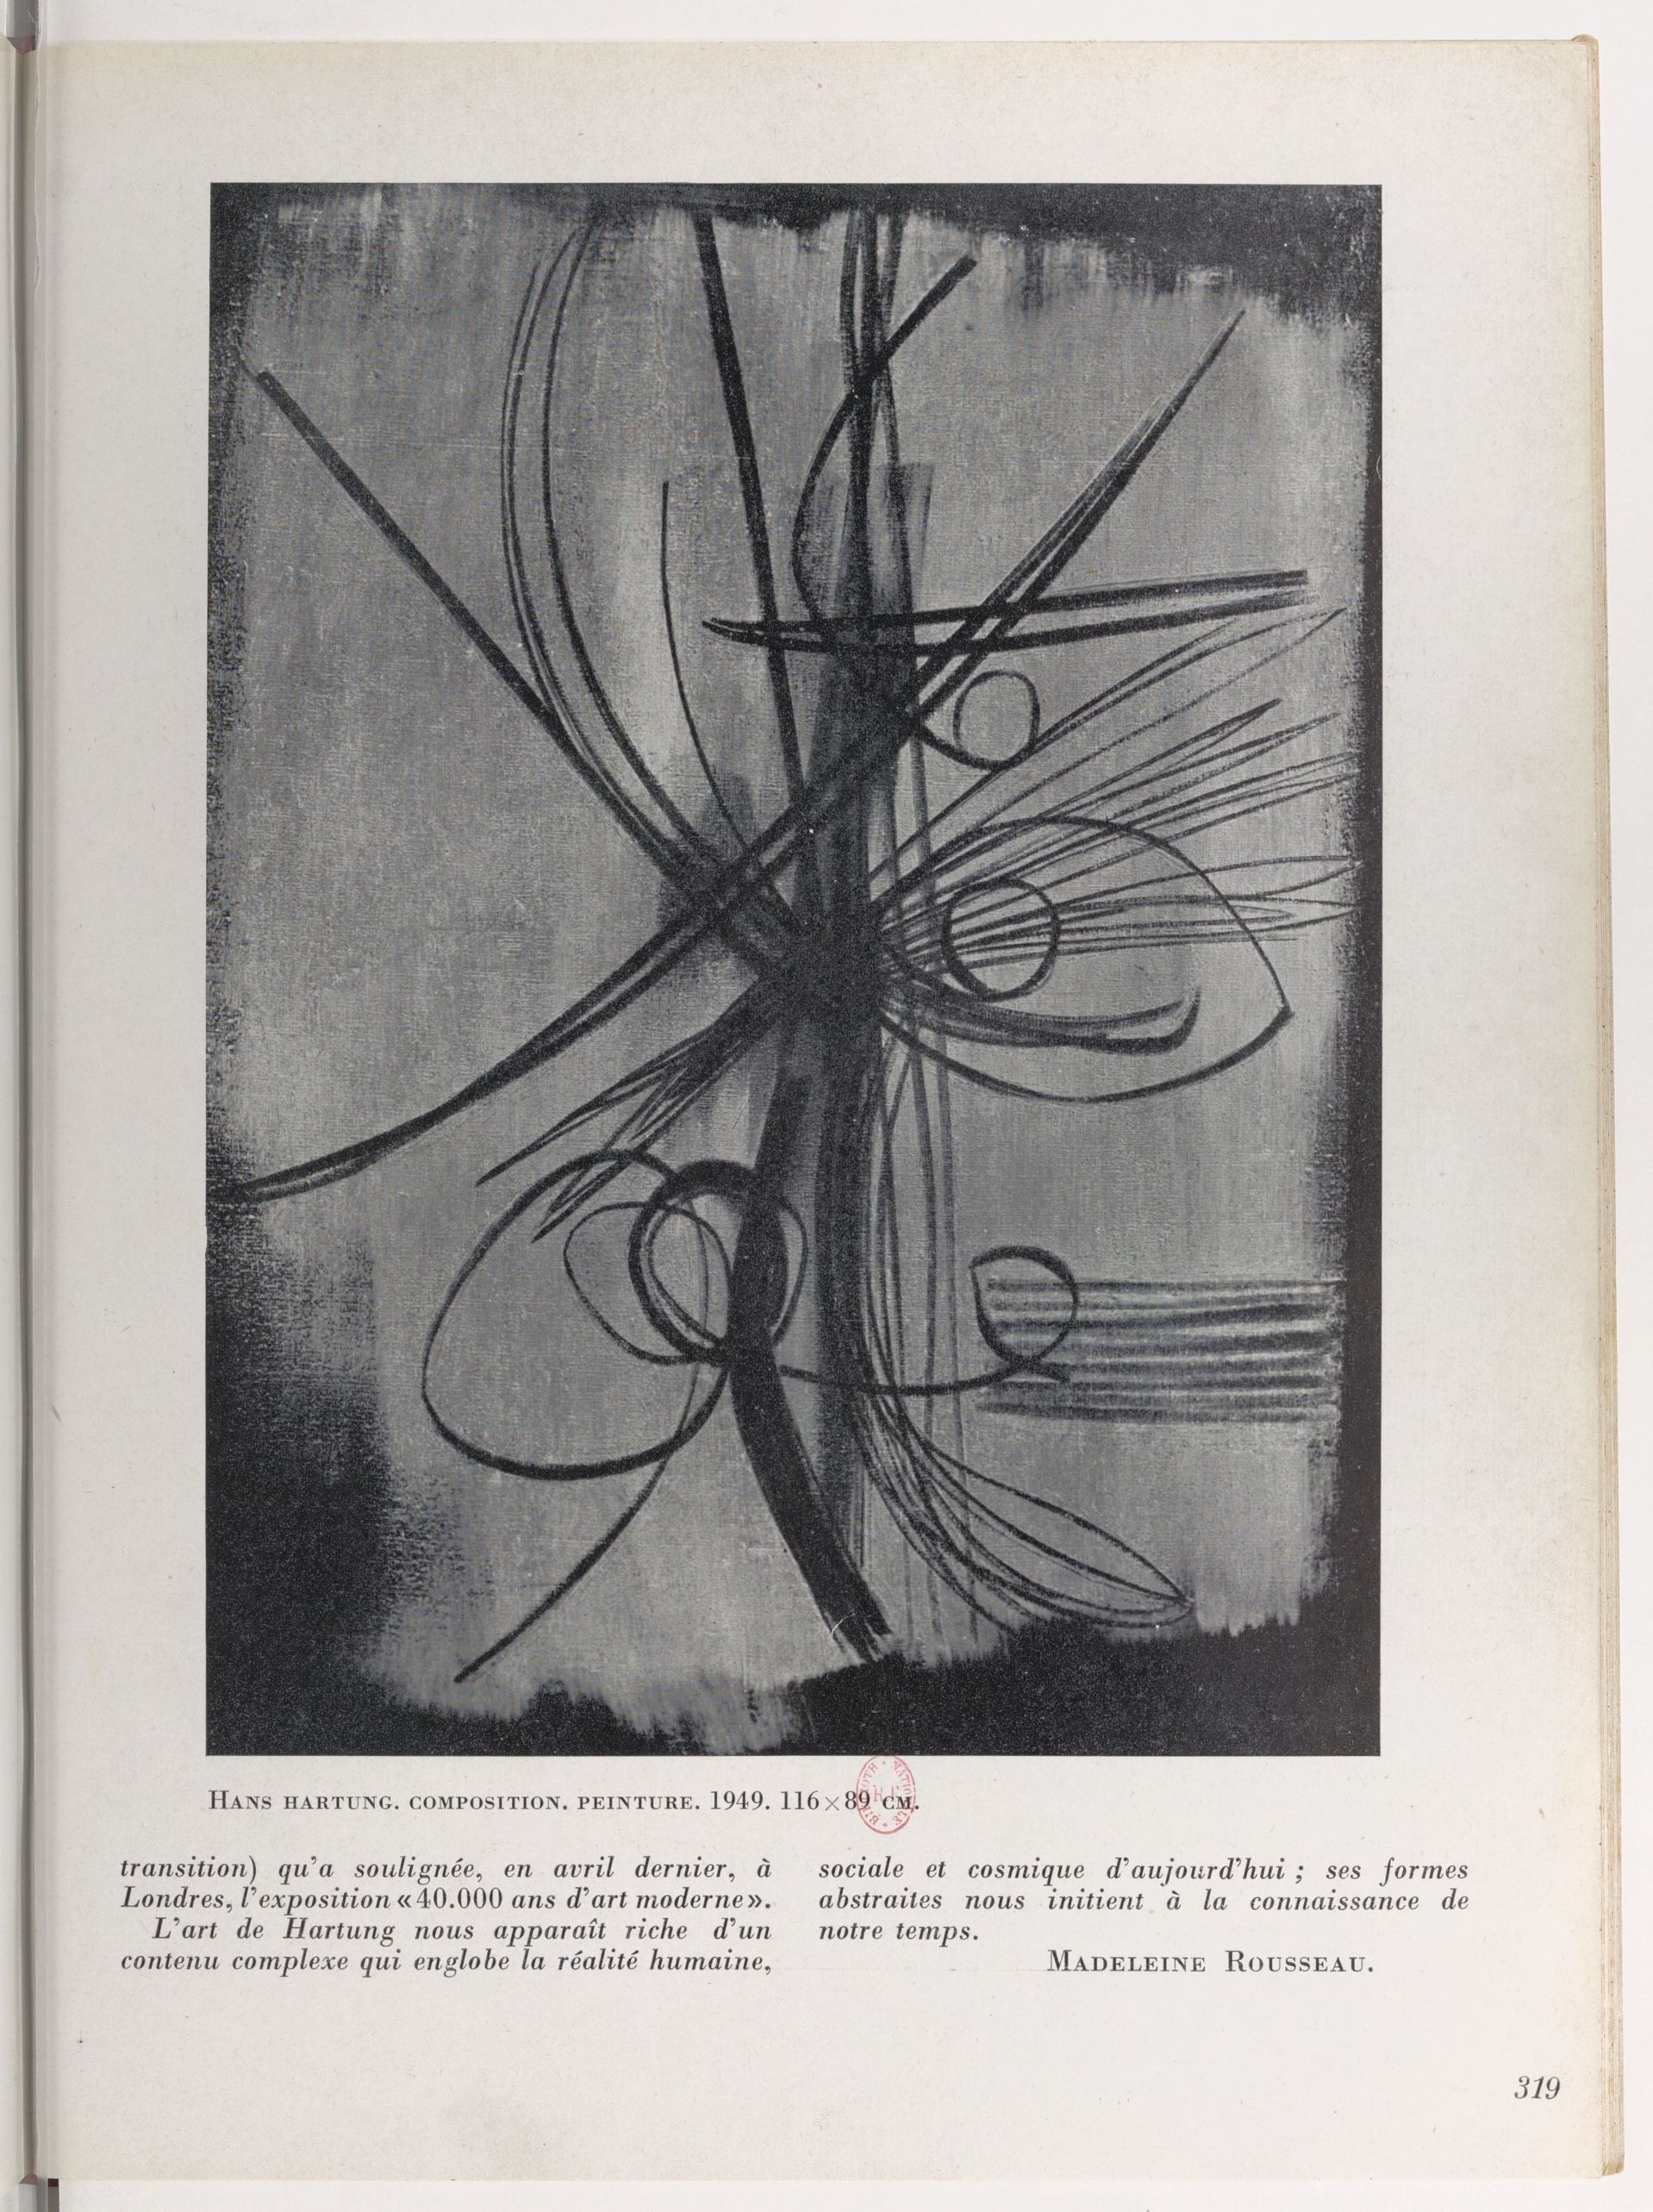 HANS HARTUNG. COMPOSITION. PEINTURE. 1949. 116×89 CM.
BIBLIOTH · NATIONALE ·
R.F.
transition) qu'a soulignée, en avril dernier, à
Londres, l'exposition «40.000 ans d'art moderne».
L'art de Hartung nous apparaît riche d'un
contenu complexe qui englobe la réalité humaine,
sociale et cosmique d'aujourd'hui ; ses formes
abstraites nous initient à la connaissance de
notre temps.
MADELEINE ROUSSEAU.
319